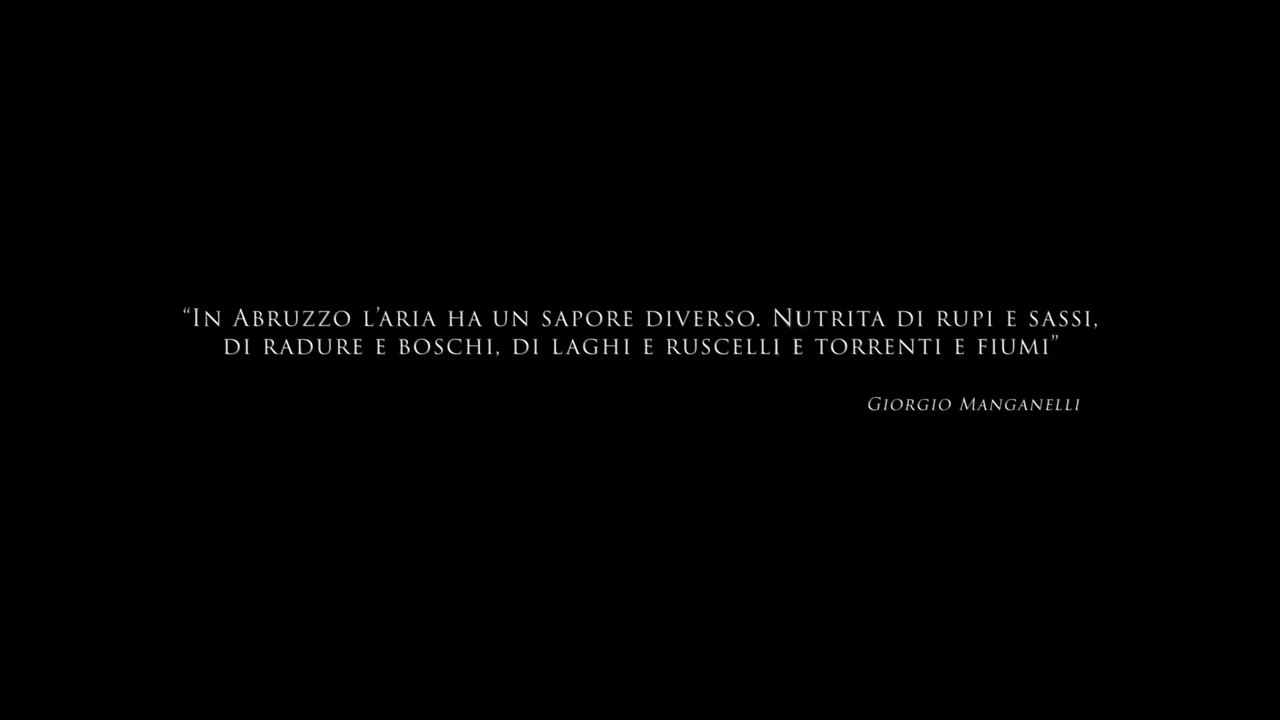 “In Abruzzo l’aria ha un sapore diverso. Nutrita di rupi e sassi,
di radure e boschi, di laghi e ruscelli e torrenti e fiumi”
Giorgio Manganelli